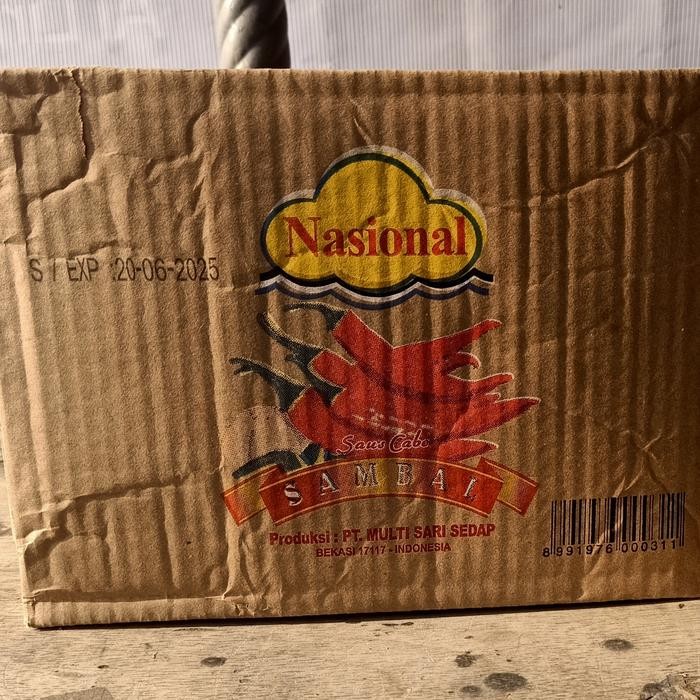 Nasional
S / EXP :20-06-2025
Saus Cabe
SAMBAL
Produksi : PT. MULTI SARI SEDAP
BEKASI 17117 - INDONESIA
8 991976 000311